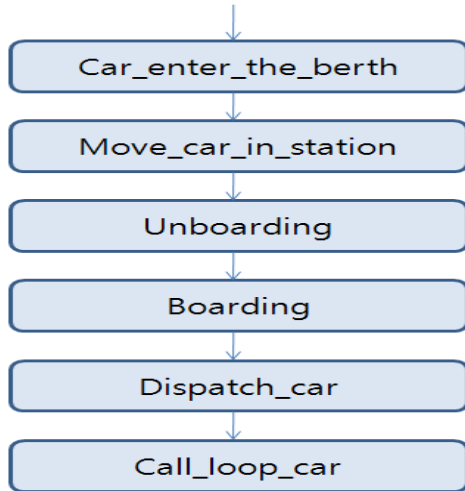 Car_enter_the_berth
Move_car_in_station
Unboarding
Boarding
Dispatch_car
Call_loop_car